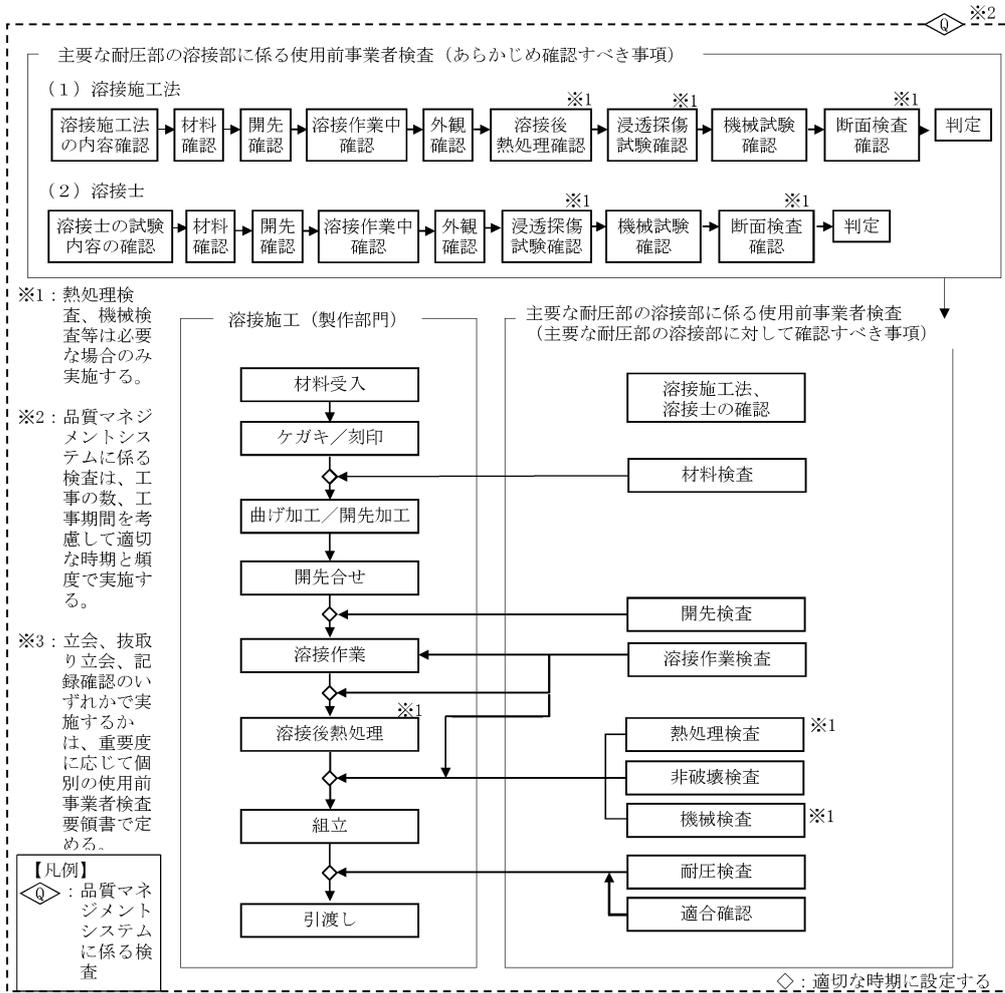 Q ※2
主要な耐圧部の溶接部に係る使用前事業者検査（あらかじめ確認すべき事項）
（１）溶接施工法
※1 ※1 ※1
溶接施工法
の内容確認
材料
確認
開先
確認
溶接作業中
確認
外観
確認
溶接後
熱処理確認
浸透探傷
試験確認
機械試験
確認
断面検査
確認
判定
（２）溶接士
※1 ※1
溶接士の試験
内容の確認
材料
確認
開先
確認
溶接作業中
確認
外観
確認
浸透探傷
試験確認
機械試験
確認
断面検査
確認
判定
※1：熱処理検
査、機械検
査等は必要
な場合のみ
実施する。
※2：品質マネジ
メントシス
テムに係る
検査は、工
事の数、工
事期間を考
慮して適切
な時期と頻
度で実施す
る。
※3：立会、抜取
り立会、記
録確認のい
ずれかで実
施するか
は、重要度
に応じて個
別の使用前
事業者検査
要領書で定
める。
【凡例】
Q：品質マネ
ジメント
システム
に係る検
査
溶接施工（製作部門）
材料受入
ケガキ／刻印
曲げ加工／開先加工
開先合せ
溶接作業
※1
溶接後熱処理
組立
引渡し
主要な耐圧部の溶接部に係る使用前事業者検査
（主要な耐圧部の溶接部に対して確認すべき事項）
溶接施工法、
溶接士の確認
材料検査
開先検査
溶接作業検査
熱処理検査 ※1
非破壊検査
機械検査 ※1
耐圧検査
適合確認
◇：適切な時期に設定する